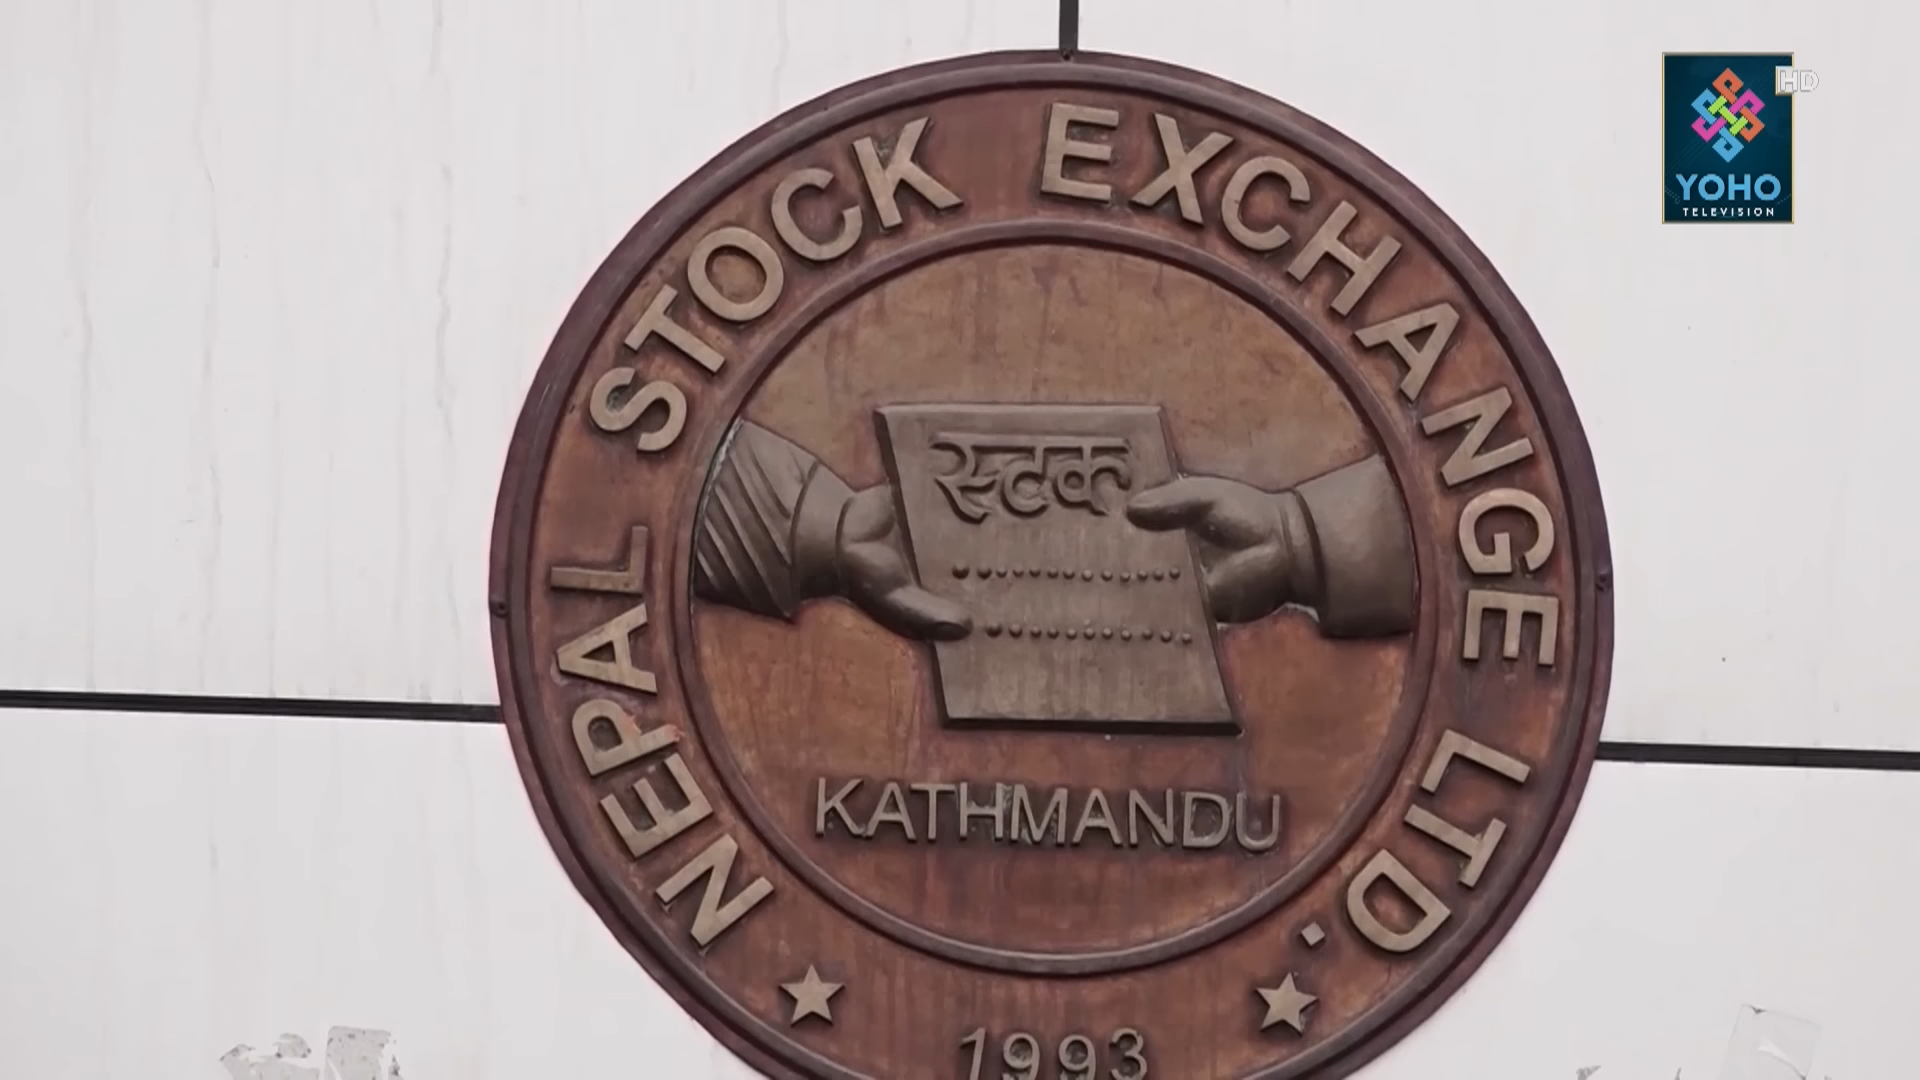 NEPAL STOCK EXCHANGE LTD.
स्टक
KATHMANDU
1993
HD
YOHO
TELEVISION